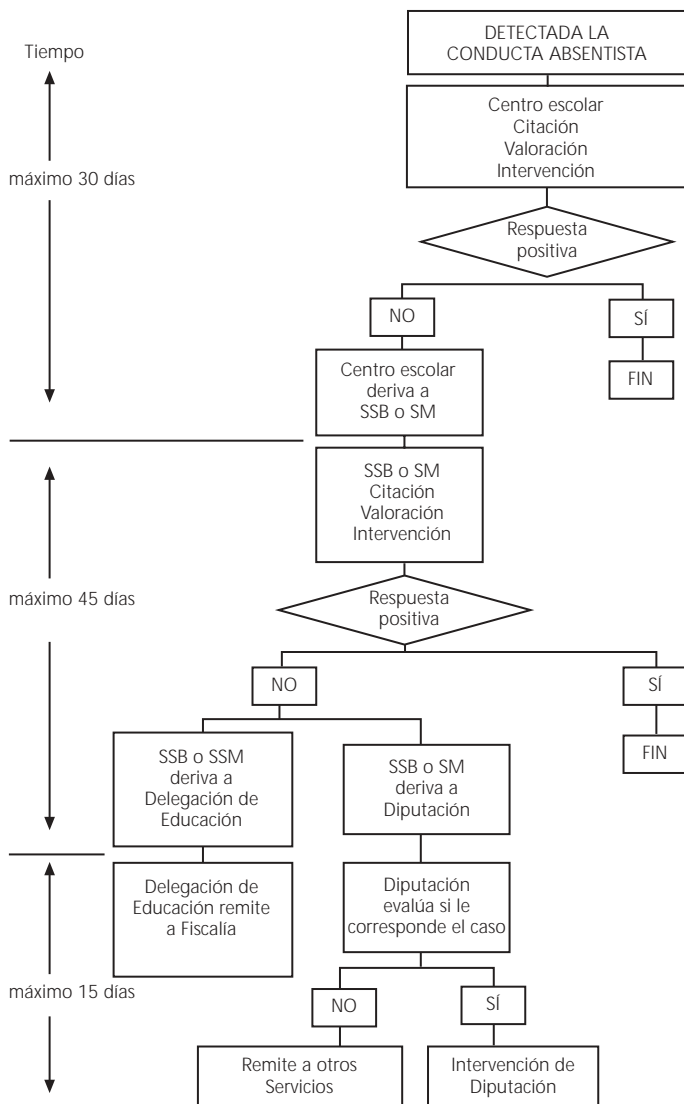 Tiempo
DETECTADA LA
CONDUCTA ABSENTISTA
Centro escolar
Citación
Valoración
Intervención
máximo 30 días
Respuesta
positiva
NO
SÍ
Centro escolar
deriva a
SSB o SM
FIN
SSB o SM
Citación
Valoración
Intervención
máximo 45 días
Respuesta
positiva
NO
SÍ
SSB o SSM
deriva a
Delegación de
Educación
SSB o SM
deriva a
Diputación
FIN
Delegación de
Educación remite
a Fiscalía
Diputación
evalúa si le
corresponde el caso
máximo 15 días
NO
SÍ
Remite a otros
Servicios
Intervención de
Diputación